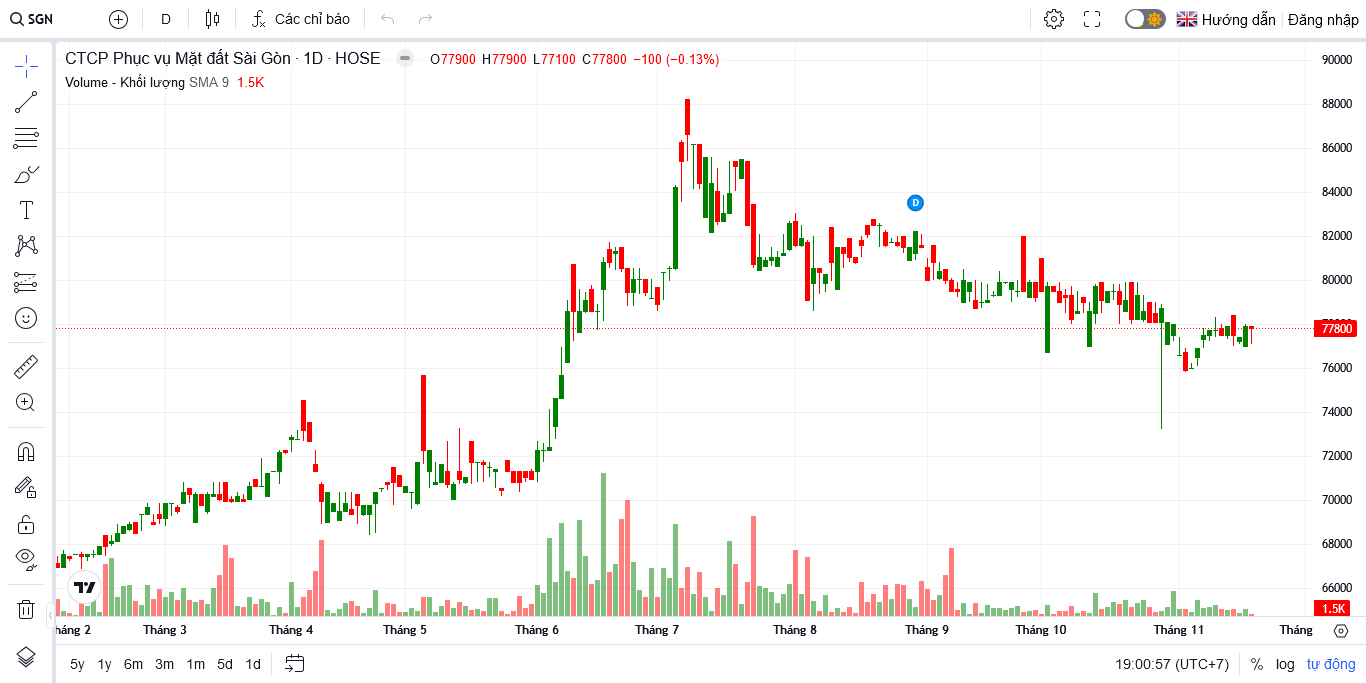 SGN D Các chỉ báo Hướng dẫn Đăng nhập
CTCP Phục vụ Mặt đất Sài Gòn · 1D · HOSE O77900 H77900 L77100 C77800 −100 (−0.13%)
Volume - Khối lượng SMA 9 1.5K
90000
88000
86000
84000
D
82000
80000
77800
76000
74000
72000
70000
68000
66000
1.5K
háng 2 Tháng 3 Tháng 4 Tháng 5 Tháng 6 Tháng 7 Tháng 8 Tháng 9 Tháng 10 Tháng 11 Tháng
5y 1y 6m 3m 1m 5d 1d 19:00:57 (UTC+7) % log tự động